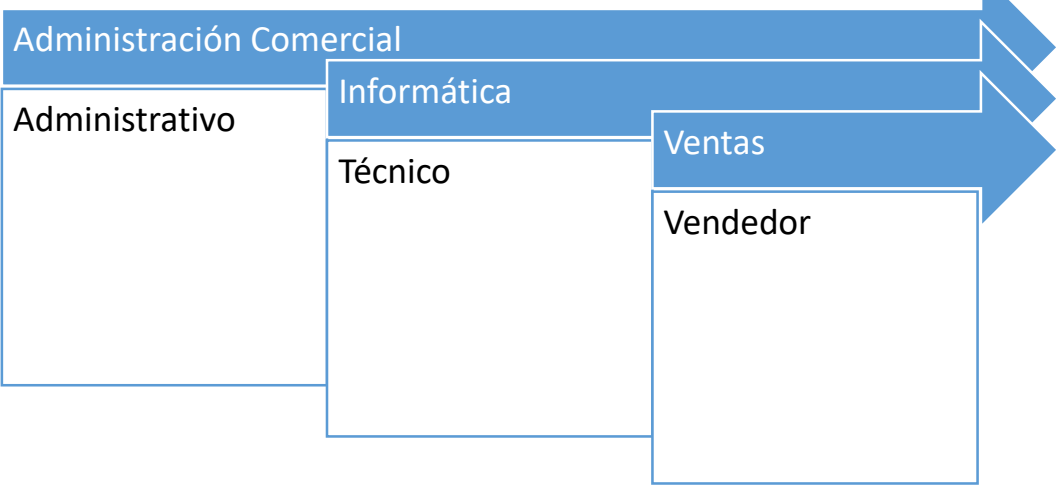 Administración Comercial
Administrativo
Informática
Técnico
Ventas
Vendedor